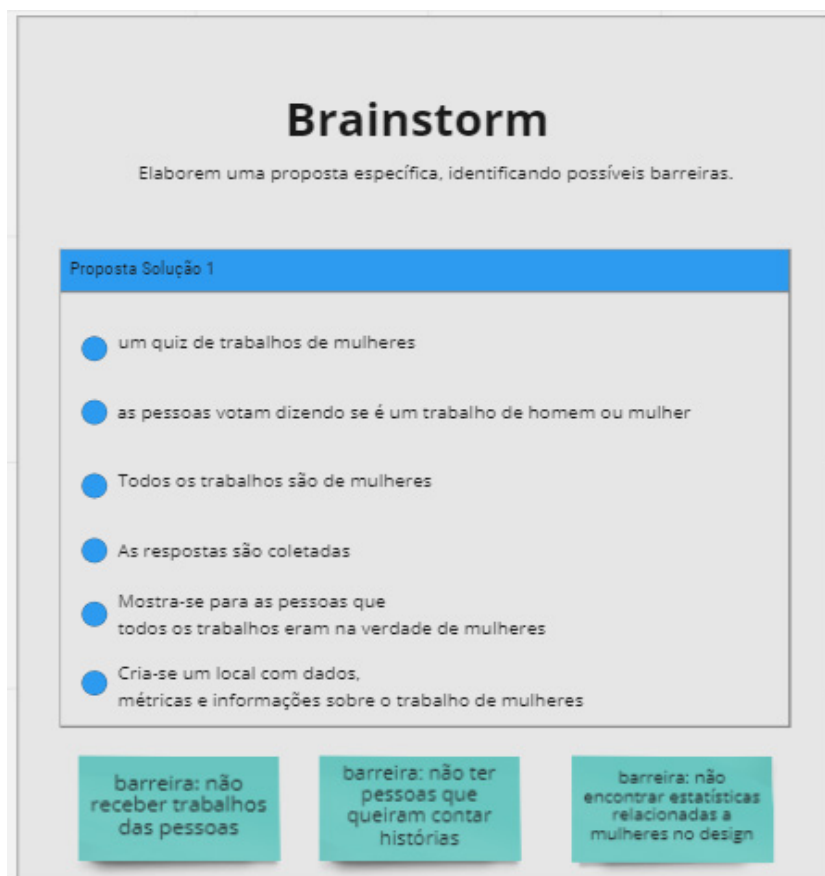 Brainstorm
Elaborem uma proposta específica, identificando possíveis barreiras.
Proposta Solução 1
um quiz de trabalhos de mulheres
as pessoas votam dizendo se é um trabalho de homem ou mulher
Todos os trabalhos são de mulheres
As respostas são coletadas
Mostra-se para as pessoas que
todos os trabalhos eram na verdade de mulheres
Cria-se um local com dados,
métricas e informações sobre o trabalho de mulheres
barreira: não
receber trabalhos
das pessoas
barreira: não ter
pessoas que
queiram contar
histórias
barreira: não
encontrar estatísticas
relacionadas a
mulheres no design